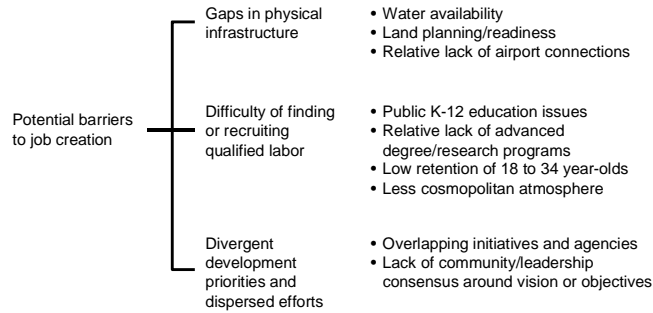 Potential barriers
to job creation
Gaps in physical
infrastructure
• Water availability
• Land planning/readiness
• Relative lack of airport connections
Difficulty of finding
or recruiting
qualified labor
• Public K-12 education issues
• Relative lack of advanced
degree/research programs
• Low retention of 18 to 34 year-olds
• Less cosmopolitan atmosphere
Divergent
development
priorities and
dispersed efforts
• Overlapping initiatives and agencies
• Lack of community/leadership
consensus around vision or objectives